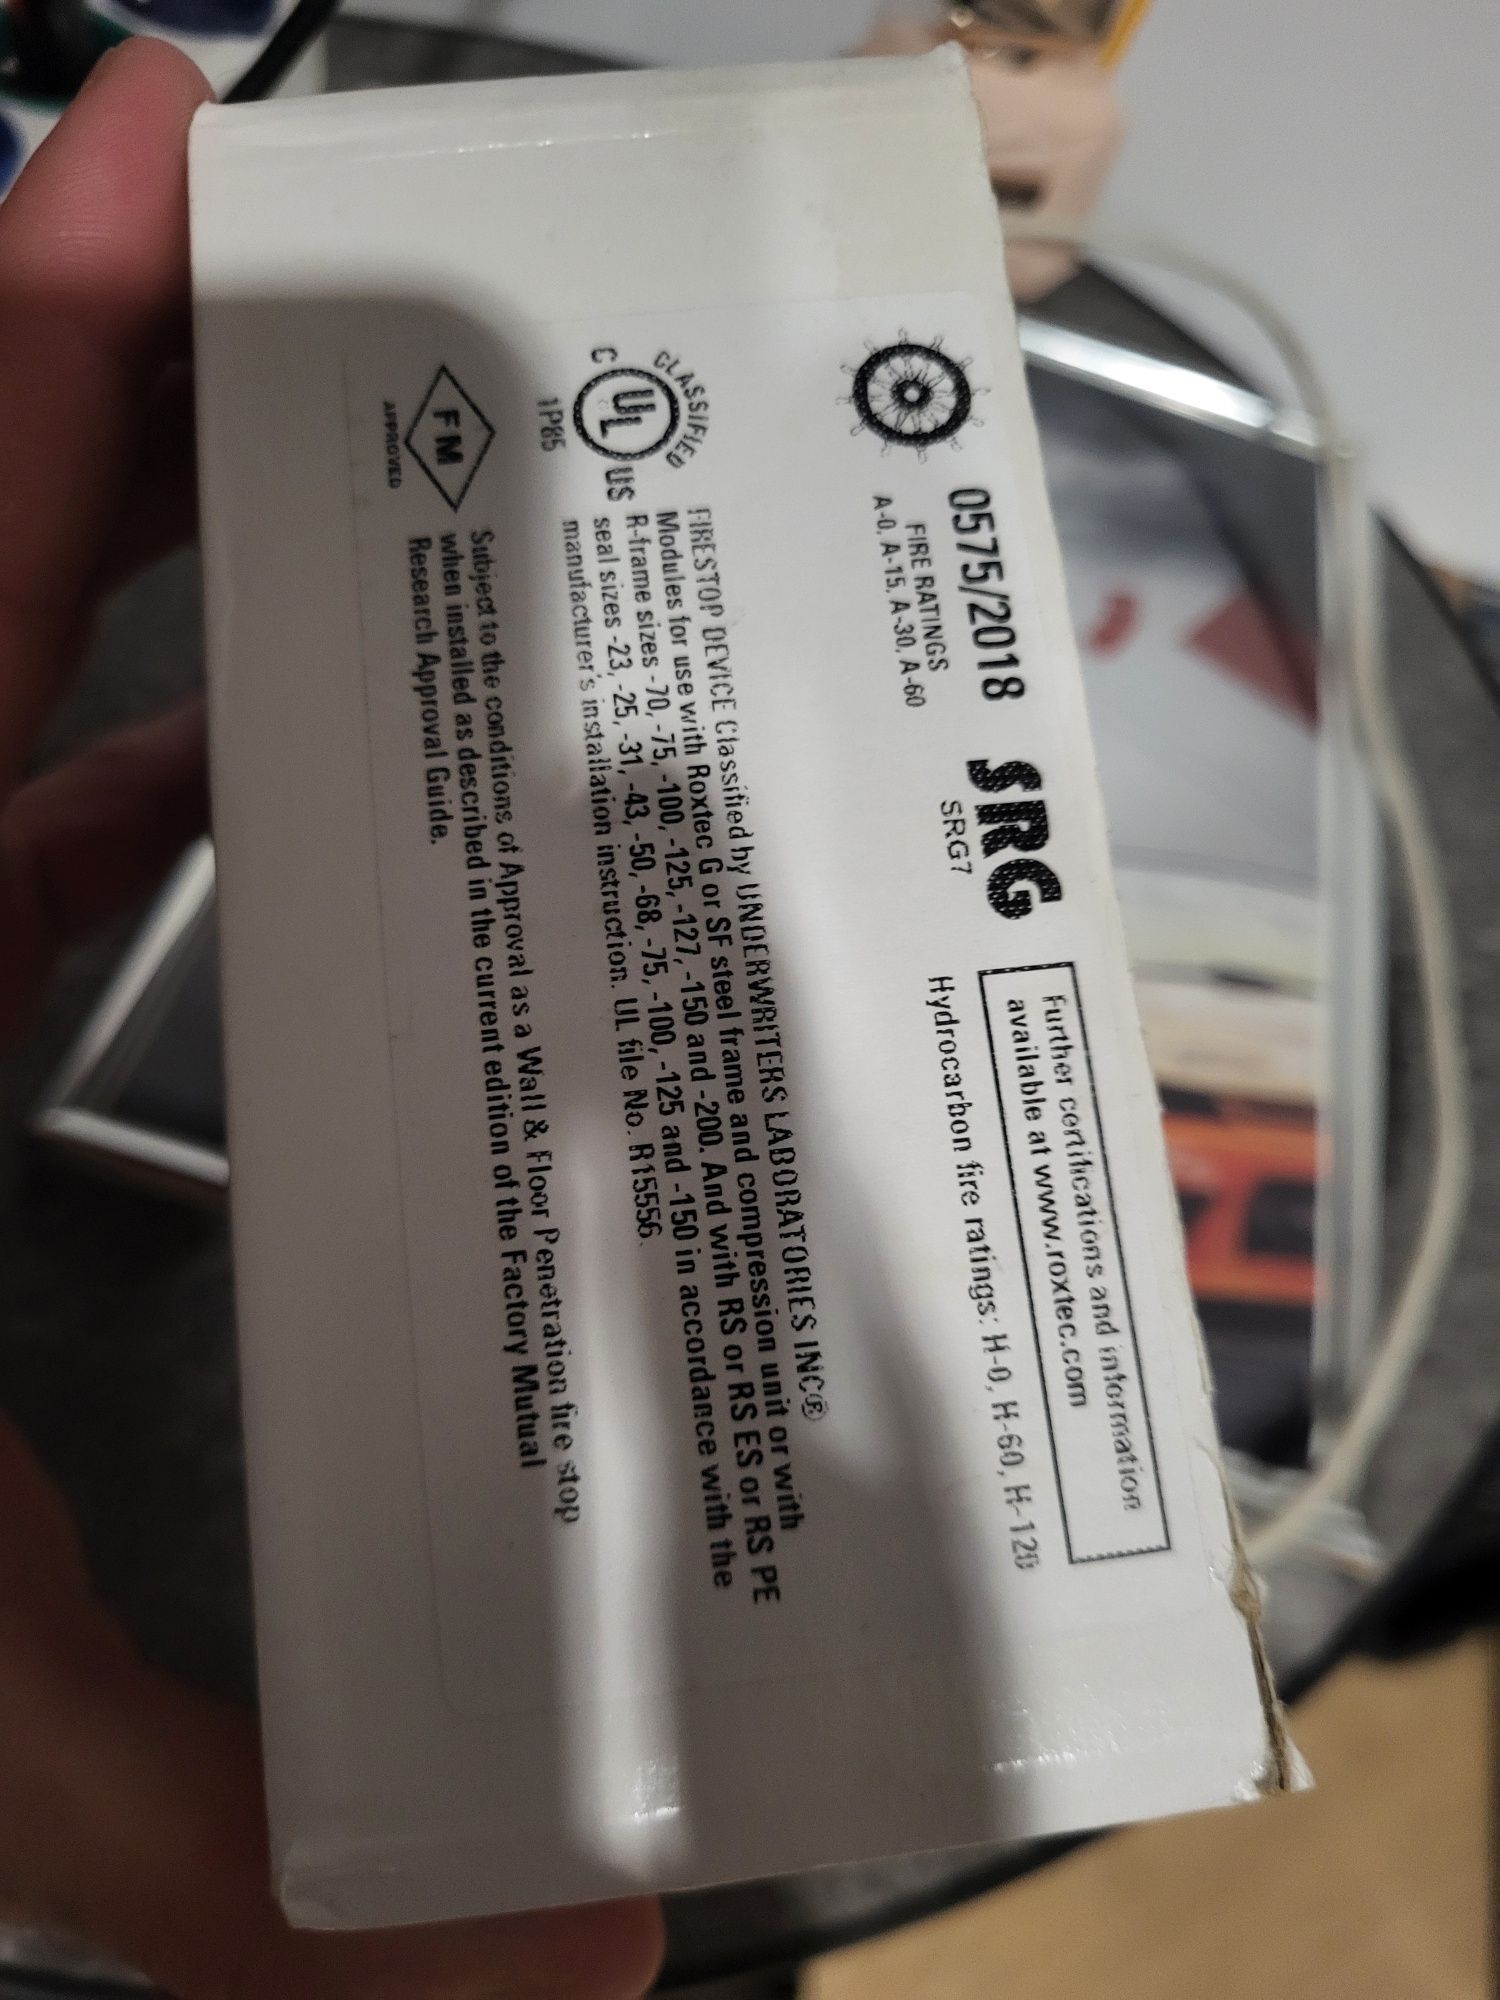 0575/2018
FIRE RATINGS
A-0, A-15, A-30, A-60
SRG
SRG7
Further certifications and information
available at www.roxtec.com
Hydrocarbon fire ratings: H-0, H-60, H-120
CLASSIFIED
C UL US
1P85
FIRESTOP DEVICE Classified by UNDERWRITERS LABORATORIES INC®
Modules for use with Roxtec G or SF steel frame and compression unit or with
R-frame sizes -70, -75, -100, -125, -127, -150 and -200. And with RS or RS ES or RS PE
seal sizes -23, -25, -31, -43, -50, -68, -75, -100, -125 and -150 in accordance with the
manufacturer's installation instruction. UL file No. R15556.
FM
APPROVED
Subject to the conditions of Approval as a Wall & Floor Penetration fire stop
when installed as described in the current edition of the Factory Mutual
Research Approval Guide.